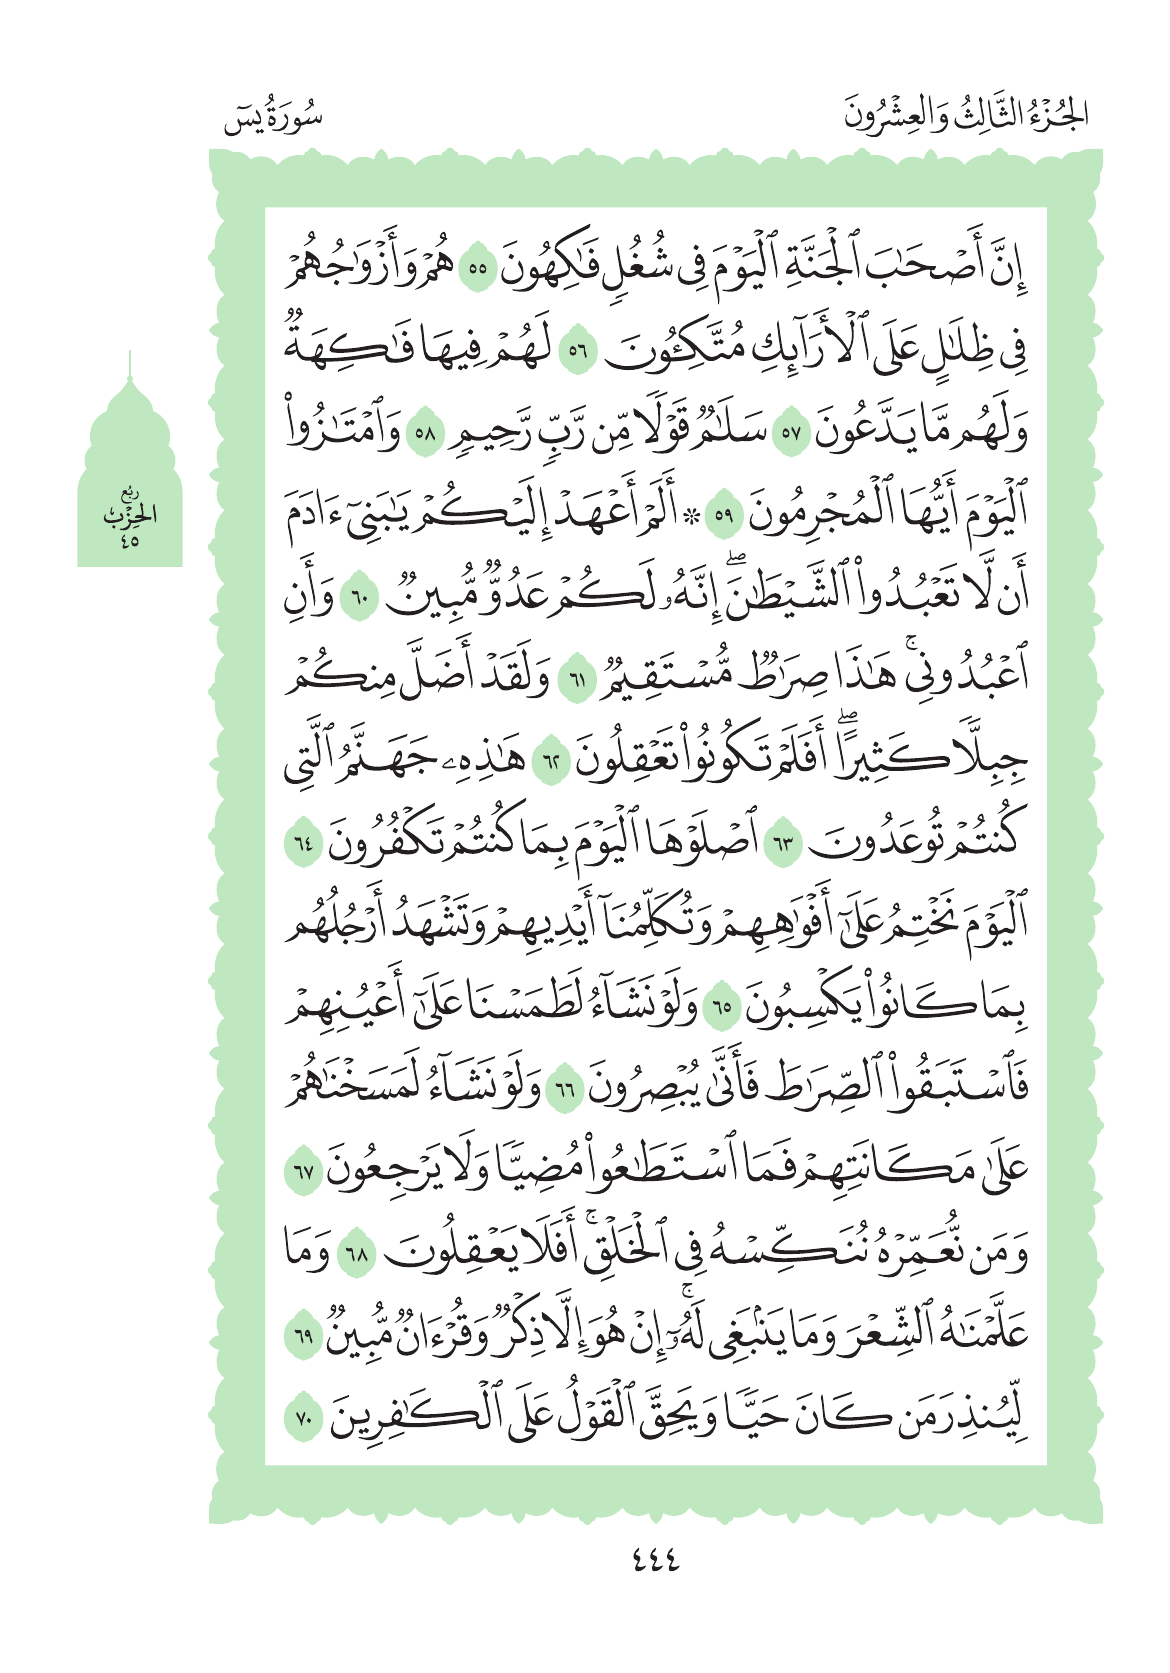 الجُزْءُ الثَّالِثُ وَالعِشْرُونَ
سُورَةُ يسٓ
إِنَّ أَصْحَٰبَ ٱلْجَنَّةِ ٱلْيَوْمَ فِى شُغُلٍ فَٰكِهُونَ ٥٥ هُمْ وَأَزْوَٰجُهُمْ
فِى ظِلَٰلٍ عَلَى ٱلْأَرَآئِكِ مُتَّكِـُٔونَ ٥٦ لَهُمْ فِيهَا فَٰكِهَةٌ
وَلَهُم مَّا يَدَّعُونَ ٥٧ سَلَٰمٌ قَوْلًا مِّن رَّبٍّ رَّحِيمٍ ٥٨ وَٱمْتَٰزُوا۟
ٱلْيَوْمَ أَيُّهَا ٱلْمُجْرِمُونَ ٥٩ * أَلَمْ أَعْهَدْ إِلَيْكُمْ يَٰبَنِىٓ ءَادَمَ
أَن لَّا تَعْبُدُوا۟ ٱلشَّيْطَٰنَ ۖ إِنَّهُۥ لَكُمْ عَدُوٌّ مُّبِينٌ ٦٠ وَأَنِ
ٱعْبُدُونِى ۚ هَٰذَا صِرَٰطٌ مُّسْتَقِيمٌ ٦١ وَلَقَدْ أَضَلَّ مِنكُمْ
جِبِلًّا كَثِيرًا ۖ أَفَلَمْ تَكُونُوا۟ تَعْقِلُونَ ٦٢ هَٰذِهِۦ جَهَنَّمُ ٱلَّتِى
كُنتُمْ تُوعَدُونَ ٦٣ ٱصْلَوْهَا ٱلْيَوْمَ بِمَا كُنتُمْ تَكْفُرُونَ ٦٤
ٱلْيَوْمَ نَخْتِمُ عَلَىٰٓ أَفْوَٰهِهِمْ وَتُكَلِّمُنَآ أَيْدِيهِمْ وَتَشْهَدُ أَرْجُلُهُم
بِمَا كَانُوا۟ يَكْسِبُونَ ٦٥ وَلَوْ نَشَآءُ لَطَمَسْنَا عَلَىٰٓ أَعْيُنِهِمْ
فَٱسْتَبَقُوا۟ ٱلصِّرَٰطَ فَأَنَّىٰ يُبْصِرُونَ ٦٦ وَلَوْ نَشَآءُ لَمَسَخْنَٰهُمْ
عَلَىٰ مَكَانَتِهِمْ فَمَا ٱسْتَطَٰعُوا۟ مُضِيًّا وَلَا يَرْجِعُونَ ٦٧
وَمَن نُّعَمِّرْهُ نُنَكِّسْهُ فِى ٱلْخَلْقِ ۚ أَفَلَا يَعْقِلُونَ ٦٨ وَمَا
عَلَّمْنَٰهُ ٱلشِّعْرَ وَمَا يَنۢبَغِى لَهُۥٓ ۚ إِنْ هُوَ إِلَّا ذِكْرٌ وَقُرْءَانٌ مُّبِينٌ ٦٩
لِّيُنذِرَ مَن كَانَ حَيًّا وَيَحِقَّ ٱلْقَوْلُ عَلَى ٱلْكَٰفِرِينَ ٧٠
ربع
الحزب
٤٥
٤٤٤